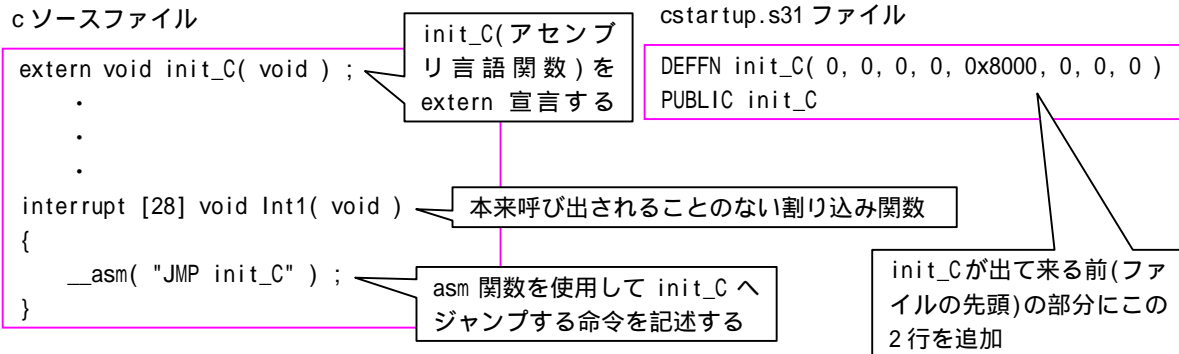 cソースファイル
extern void init_C( void ) ;
・
・
・
interrupt [28] void Int1( void )
{
__asm( "JMP init_C" ) ;
}
init_C(アセンブ
リ言語関数)を
extern 宣言する
本来呼び出されることのない割り込み関数
asm 関数を使用して init_C へ
ジャンプする命令を記述する
cstartup.s31 ファイル
DEFFN init_C( 0, 0, 0, 0, 0x8000, 0, 0, 0 )
PUBLIC init_C
init_Cが出て来る前(ファ
イルの先頭)の部分にこの
2行を追加